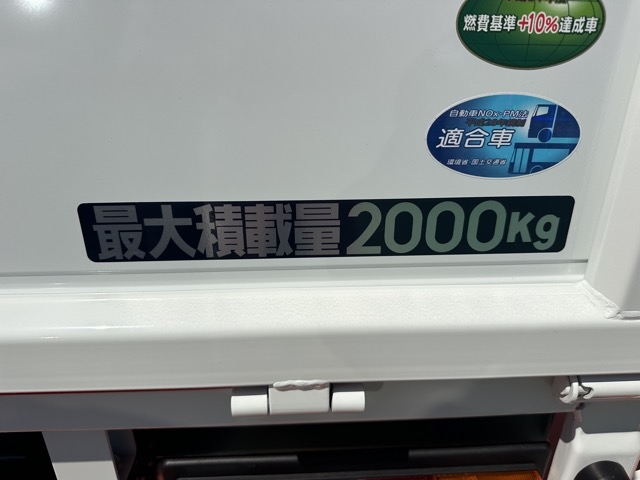 燃費基準+10%達成車
自動車NOx・PM法
適合車
環境省 国土交通省
最大積載量2000Kg